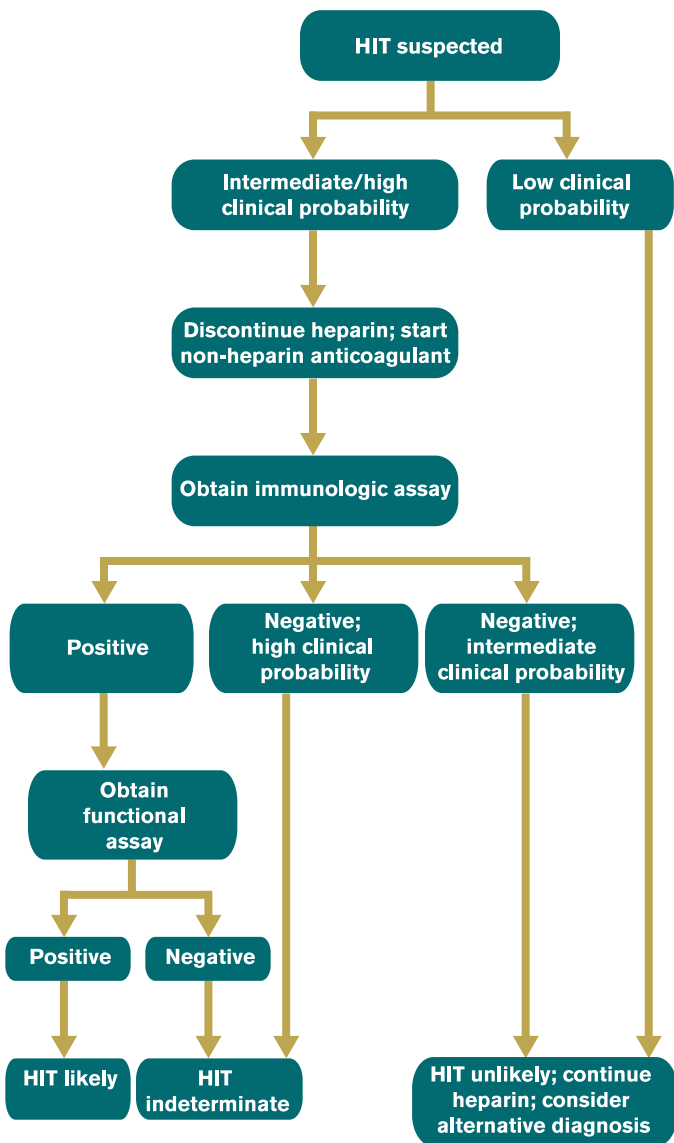 HIT suspected
Intermediate/high
clinical probability
Low clinical
probability
Discontinue heparin; start
non-heparin anticoagulant
Obtain immunologic assay
Positive
Negative;
high clinical
probability
Negative;
intermediate
clinical probability
Obtain
functional
assay
Positive
Negative
HIT likely
HIT
indeterminate
HIT unlikely; continue
heparin; consider
alternative diagnosis